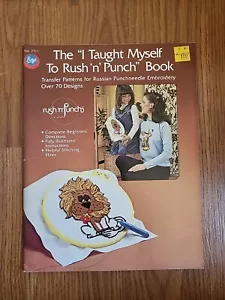 The "I Taught Myself
To Rush 'n' Punch" Book
Transfer Patterns for Russian Punchneedle Embroidery
Over 70 Designs
rush 'n' punch
• Complete Beginners
Directions
• Fully Illustrated
Instructions
• Helpful Stitching
Hints